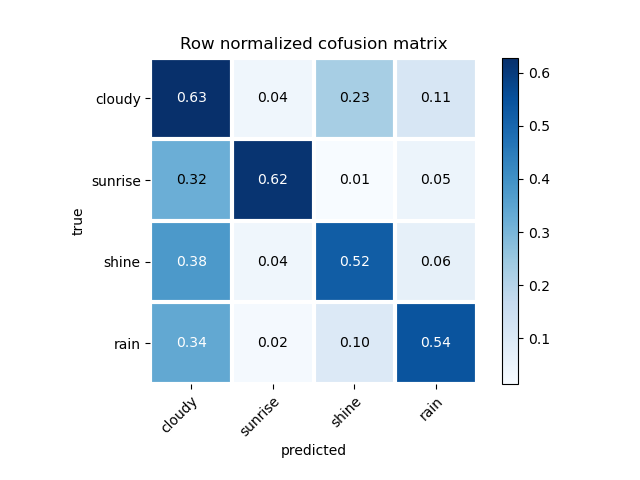 Row normalized cofusion matrix
cloudy 0.63 0.04 0.23 0.11
sunrise 0.32 0.62 0.01 0.05
shine 0.38 0.04 0.52 0.06
rain 0.34 0.02 0.10 0.54
cloudy sunrise shine rain
predicted
true
0.6
0.5
0.4
0.3
0.2
0.1